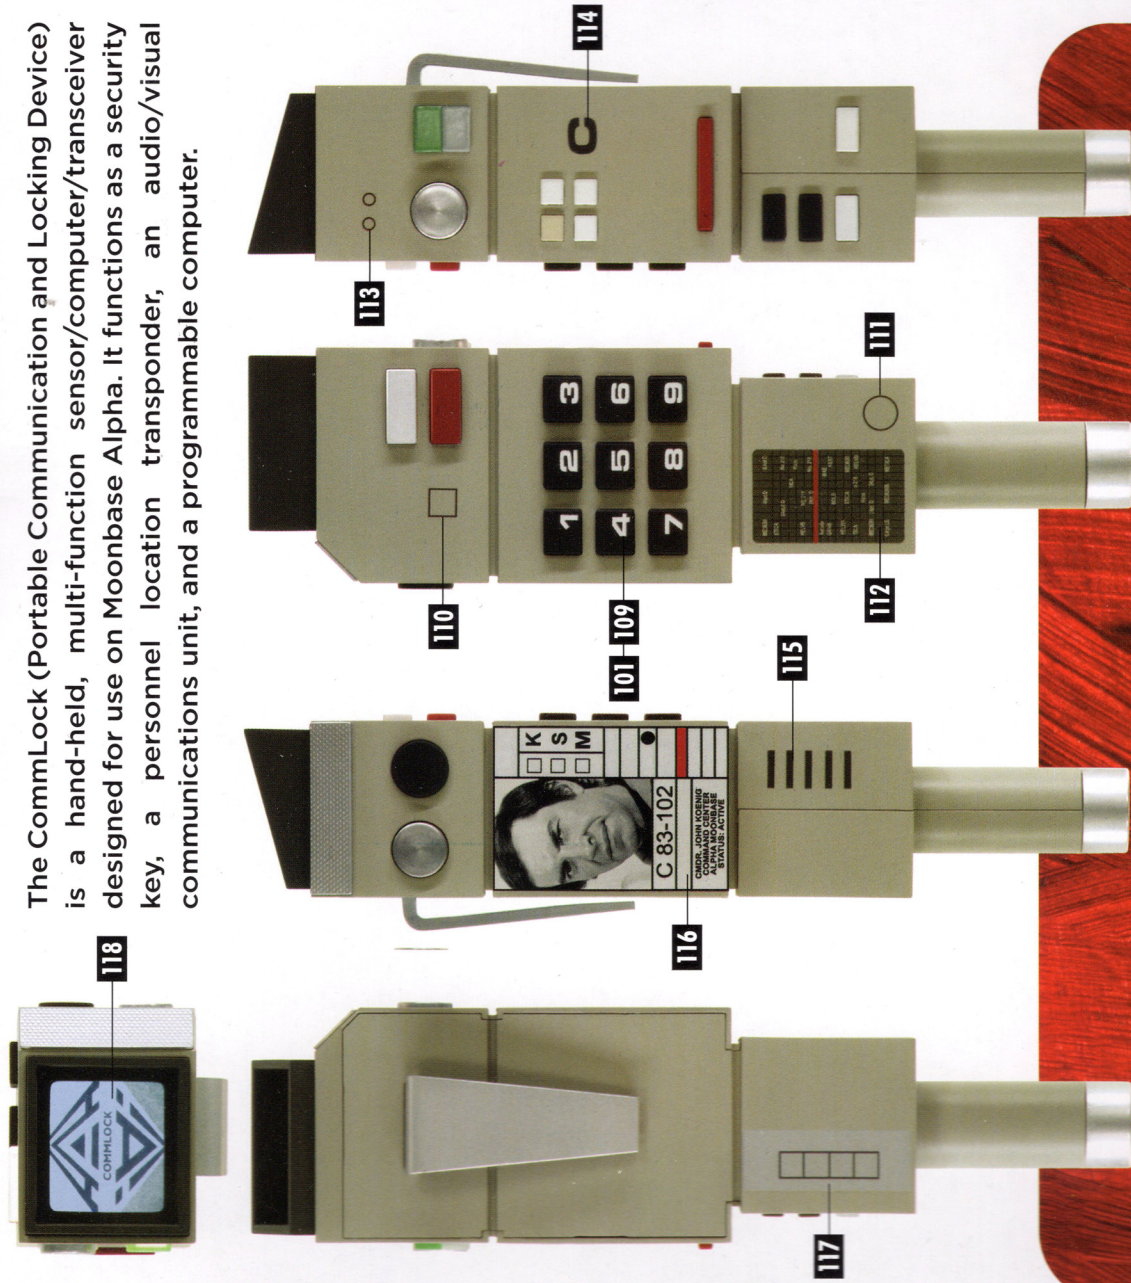 The CommLock (Portable Communication and Locking Device)
is a hand-held, multi-function sensor/computer/transceiver
designed for use on Moonbase Alpha. It functions as a security
key, a personnel location transponder, an audio/visual
communications unit, and a programmable computer.
118
COMMLOCK
117
116
K
S
M
C 83-102
CMDR. JOHN KOENIG
COMMAND CENTER
ALPHA MOONBASE
STATUS: ACTIVE
115
110
1 2 3
4 5 6
7 8 9
101 109
112
111
113
C
114